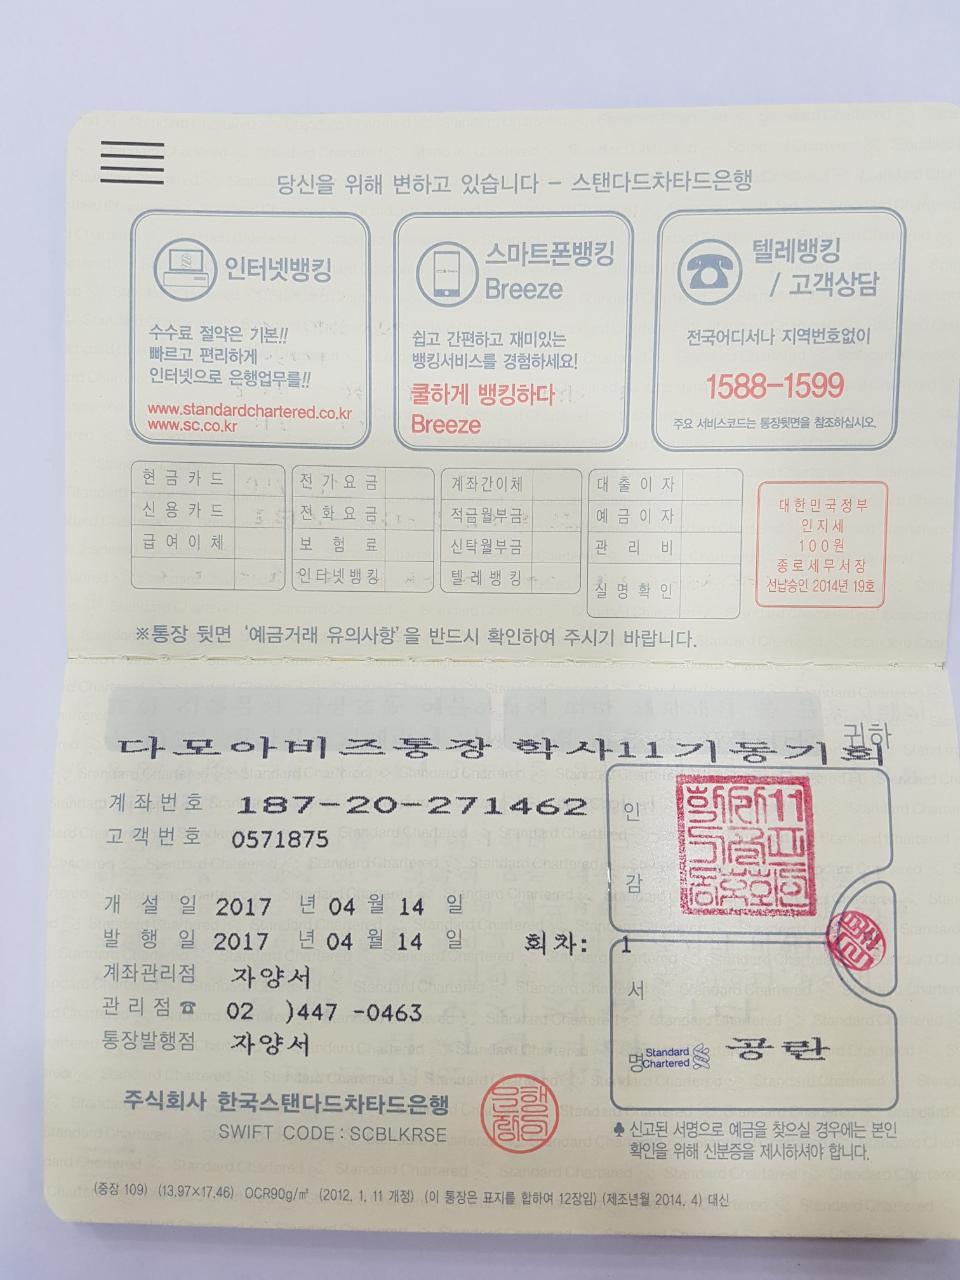 당신을 위해 변하고 있습니다 - 스탠다드차타드은행
인터넷뱅킹
수수료 절약은 기본!!
빠르고 편리하게
인터넷으로 은행업무를!!
www.standardchartered.co.kr
www.sc.co.kr
스마트폰뱅킹
Breeze
쉽고 간편하고 재미있는
뱅킹서비스를 경험하세요!
쿨하게 뱅킹하다
Breeze
텔레뱅킹
/ 고객상담
전국어디서나 지역번호없이
1588-1599
주요 서비스코드는 통장뒷면을 참조하십시오.
현금카드
신용카드
급여이체
전기요금
전화요금
보험료
인터넷뱅킹
계좌간이체
적금월부금
신탁월부금
텔레뱅킹
대출이자
예금이자
관리비
실명확인
대한민국정부
인지세
100원
종로세무서장
선납승인 2014년 19호
※통장 뒷면 '예금거래 유의사항'을 반드시 확인하여 주시기 바랍니다.
귀하
다모아비즈통장 학사11기동기회
계좌번호 187-20-271462
고객번호 0571875
개설일 2017 년 04 월 14 일
발행일 2017 년 04 월 14 일 회차: 1
계좌관리점 자양서
관리점☎ 02 )447 -0463
통장발행점 자양서
인
감
서
명
Standard Chartered
공란
주식회사 한국스탠다드차타드은행
SWIFT CODE : SCBLKRSE
♣ 신고된 서명으로 예금을 찾으실 경우에는 본인
확인을 위해 신분증을 제시하셔야 합니다.
(중장 109) (13.97×17.46) OCR90g/㎡ (2012. 1. 11 개정) (이 통장은 표지를 합하여 12장임) (제조년월 2014. 4) 대신